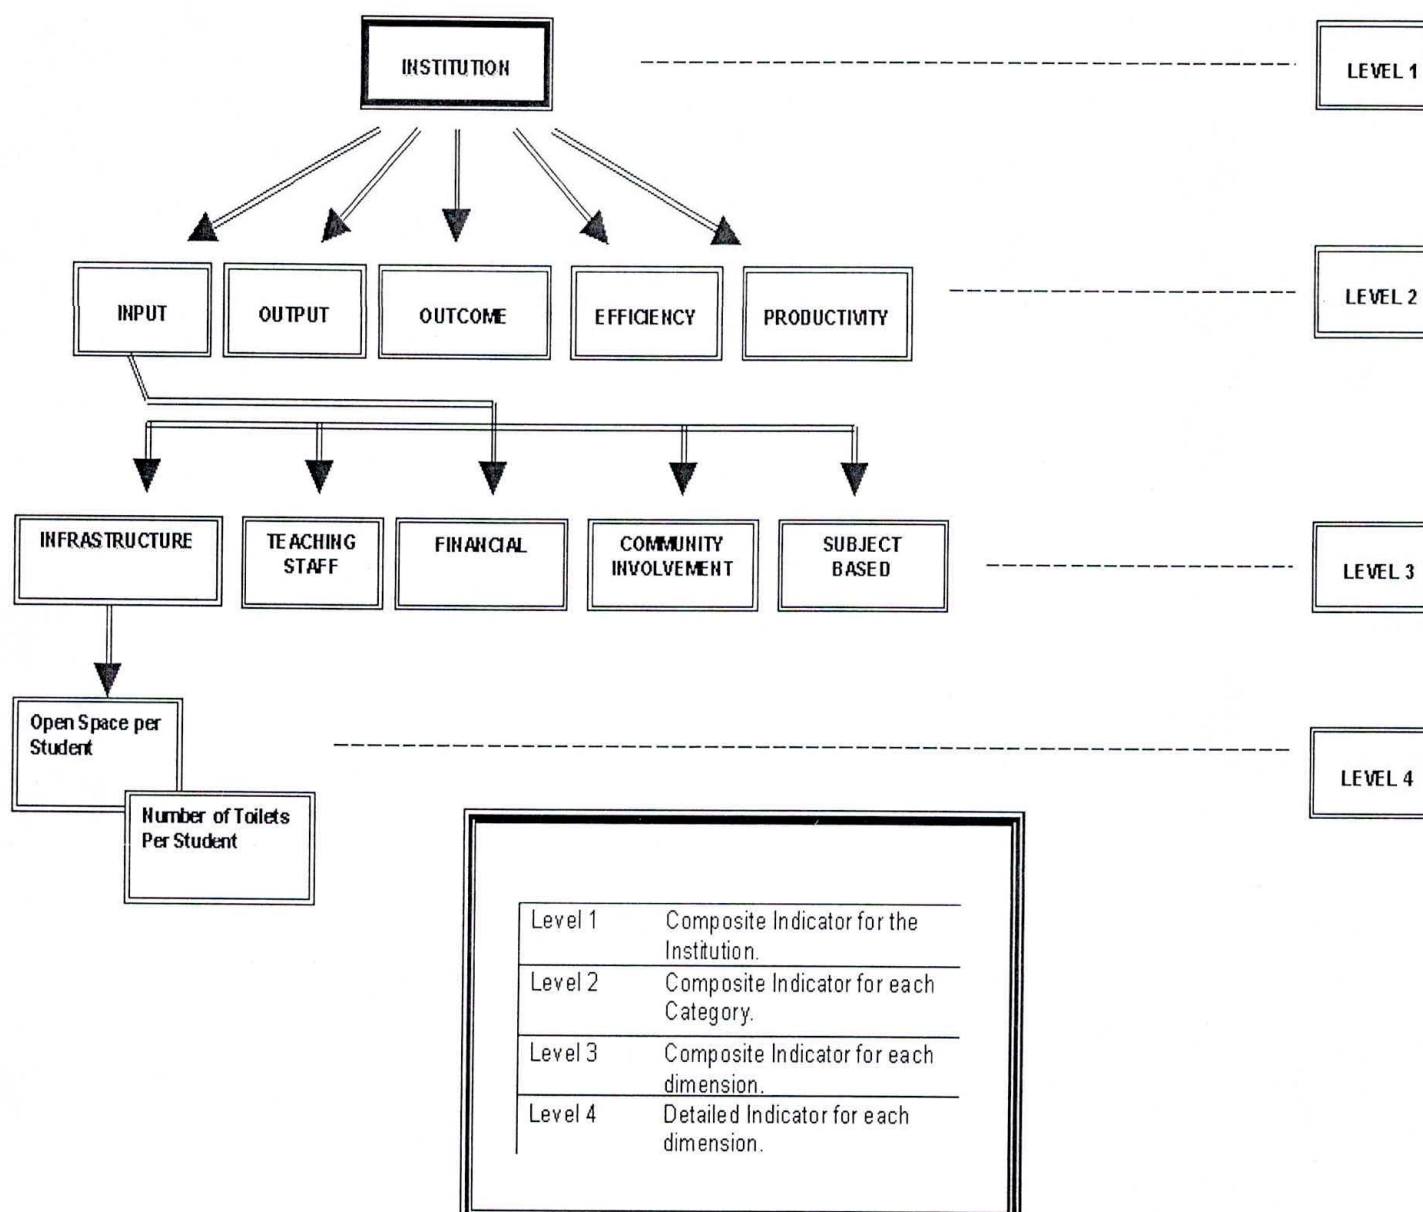 INSTITUTION
LEVEL 1
INPUT
OUTPUT
OUTCOME
EFFICIENCY
PRODUCTIVITY
LEVEL 2
INFRASTRUCTURE
TEACHING
STAFF
FINANCIAL
COMMUNITY
INVOLVEMENT
SUBJECT
BASED
LEVEL 3
Open Space per
Student
LEVEL 4
Number of Toilets
Per Student
Level 1 Composite Indicator for the
Institution.
Level 2 Composite Indicator for each
Category.
Level 3 Composite Indicator for each
dimension.
Level 4 Detailed Indicator for each
dimension.